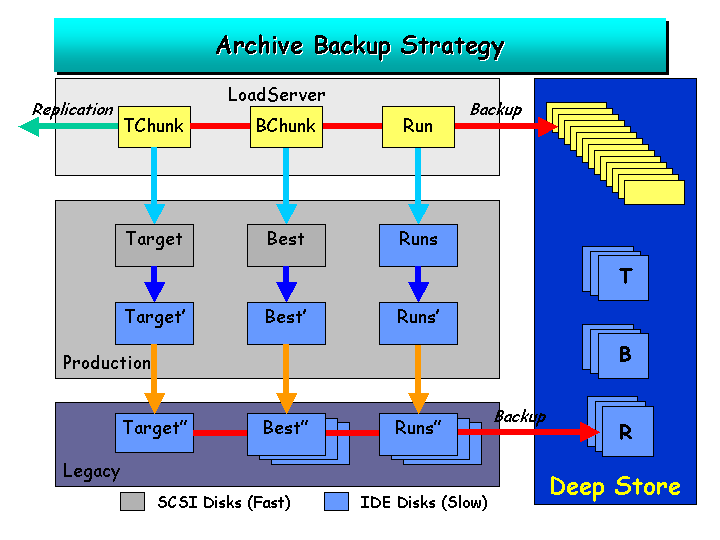 Archive Backup Strategy
LoadServer
Replication
Backup
TChunk
BChunk
Run
Target
Best
Runs
T
Target’
Best’
Runs’
B
Production
Target”
Best”
Runs”
Backup
R
Legacy
Deep Store
SCSI Disks (Fast)
IDE Disks (Slow)